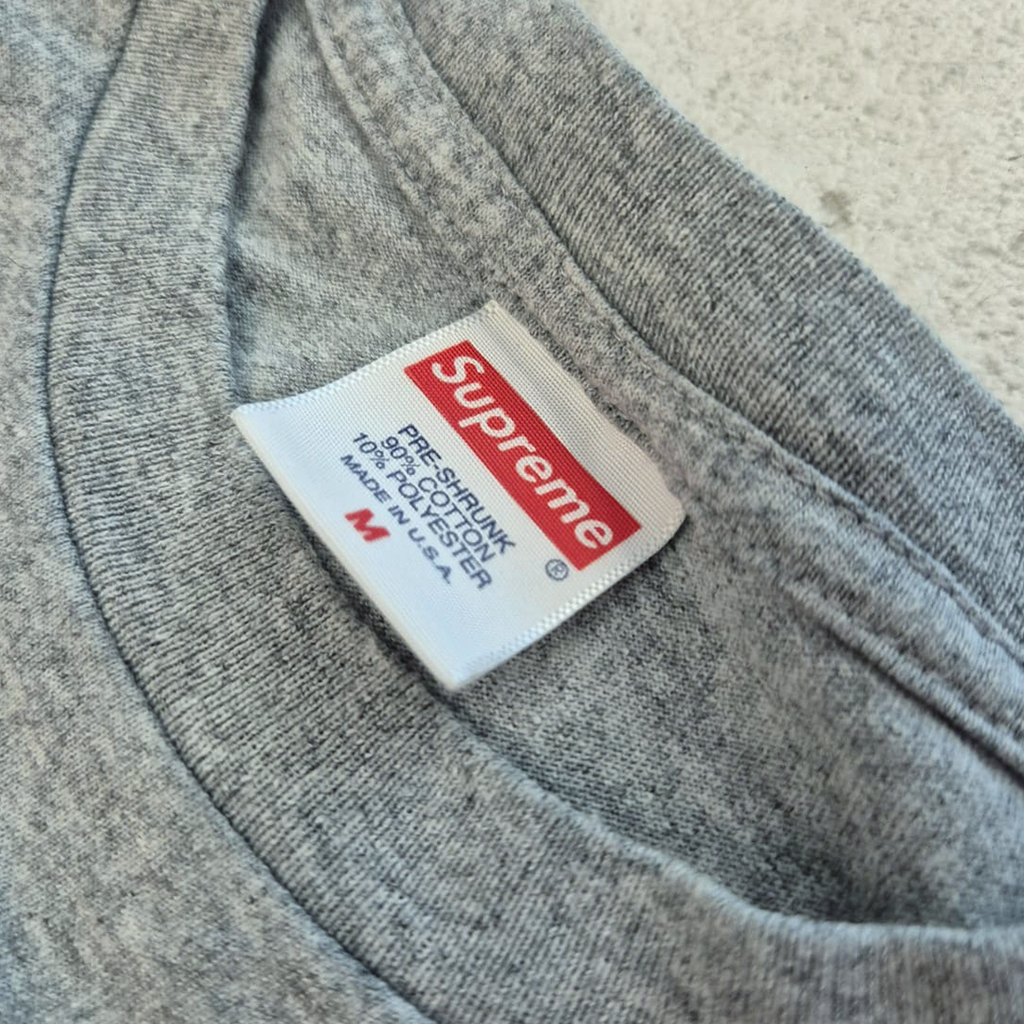 Supreme®
PRE-SHRUNK
90% COTTON
10% POLYESTER
MADE IN U.S.A.
M